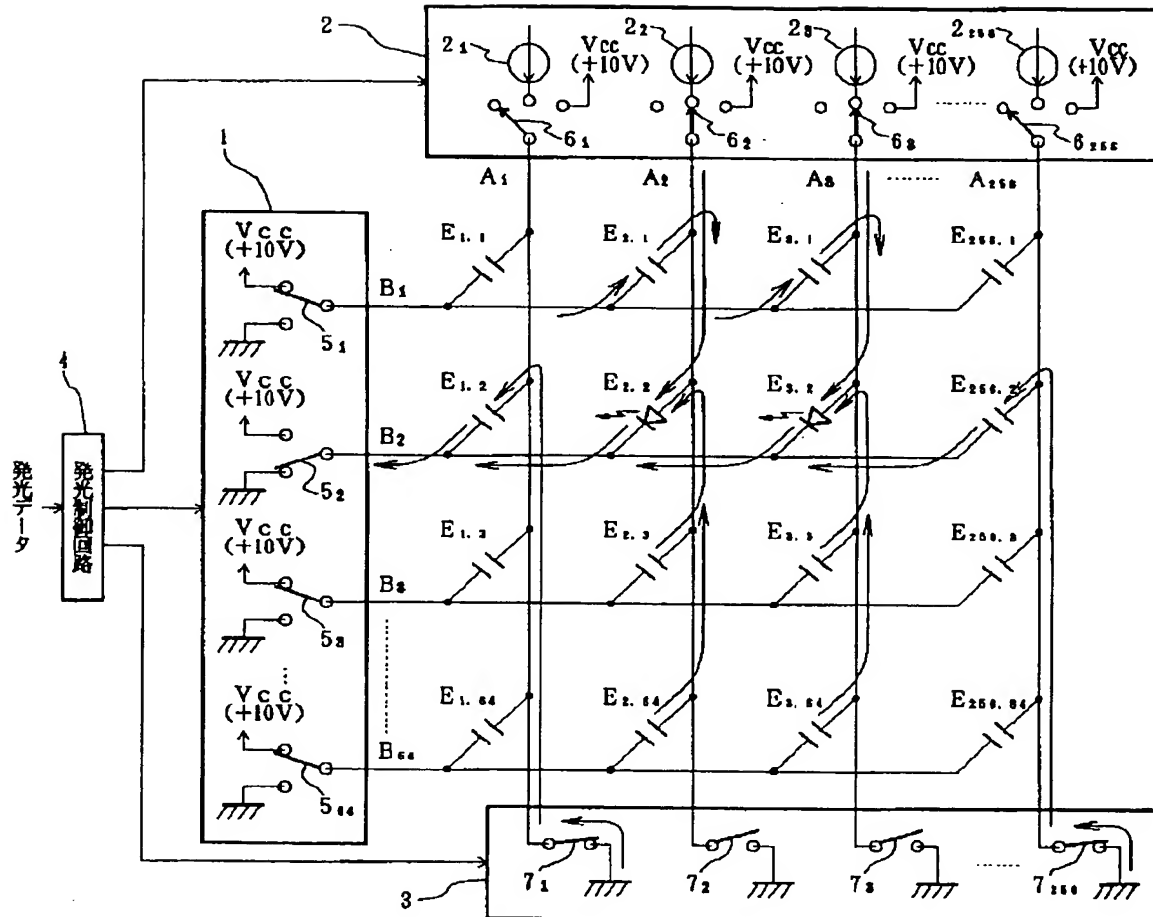 2
2₁
VCC
(+10V)
2₂
VCC
(+10V)
2₃
VCC
(+10V)
2₂₅₆
VCC
(+10V)
6₁
6₂
6₃
6₂₅₆
1
A₁
A₂
A₃
A₂₅₆
VCC
(+10V)
5₁
B₁
E₁.₁
E₂.₁
E₃.₁
E₂₅₆.₁
VCC
(+10V)
5₂
B₂
E₁.₂
E₂.₂
E₃.₂
E₂₅₆.₂
4
発光データ
発光制御回路
VCC
(+10V)
5₃
B₃
E₁.₃
E₂.₃
E₃.₃
E₂₅₆.₃
VCC
(+10V)
5₆₄
B₆₄
E₁.₆₄
E₂.₆₄
E₃.₆₄
E₂₅₆.₆₄
3
7₁
7₂
7₃
7₂₅₆